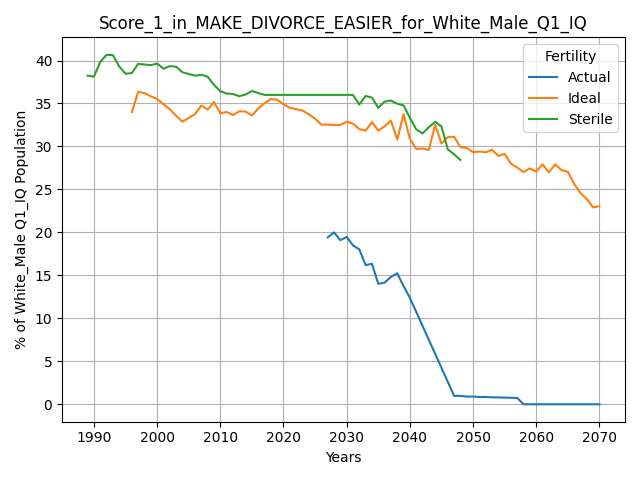 Score_1_in_MAKE_DIVORCE_EASIER_for_White_Male_Q1_IQ
Fertility
Actual
Ideal
Sterile
% of White_Male Q1_IQ Population
40
35
30
25
20
15
10
5
0
1990 2000 2010 2020 2030 2040 2050 2060 2070
Years